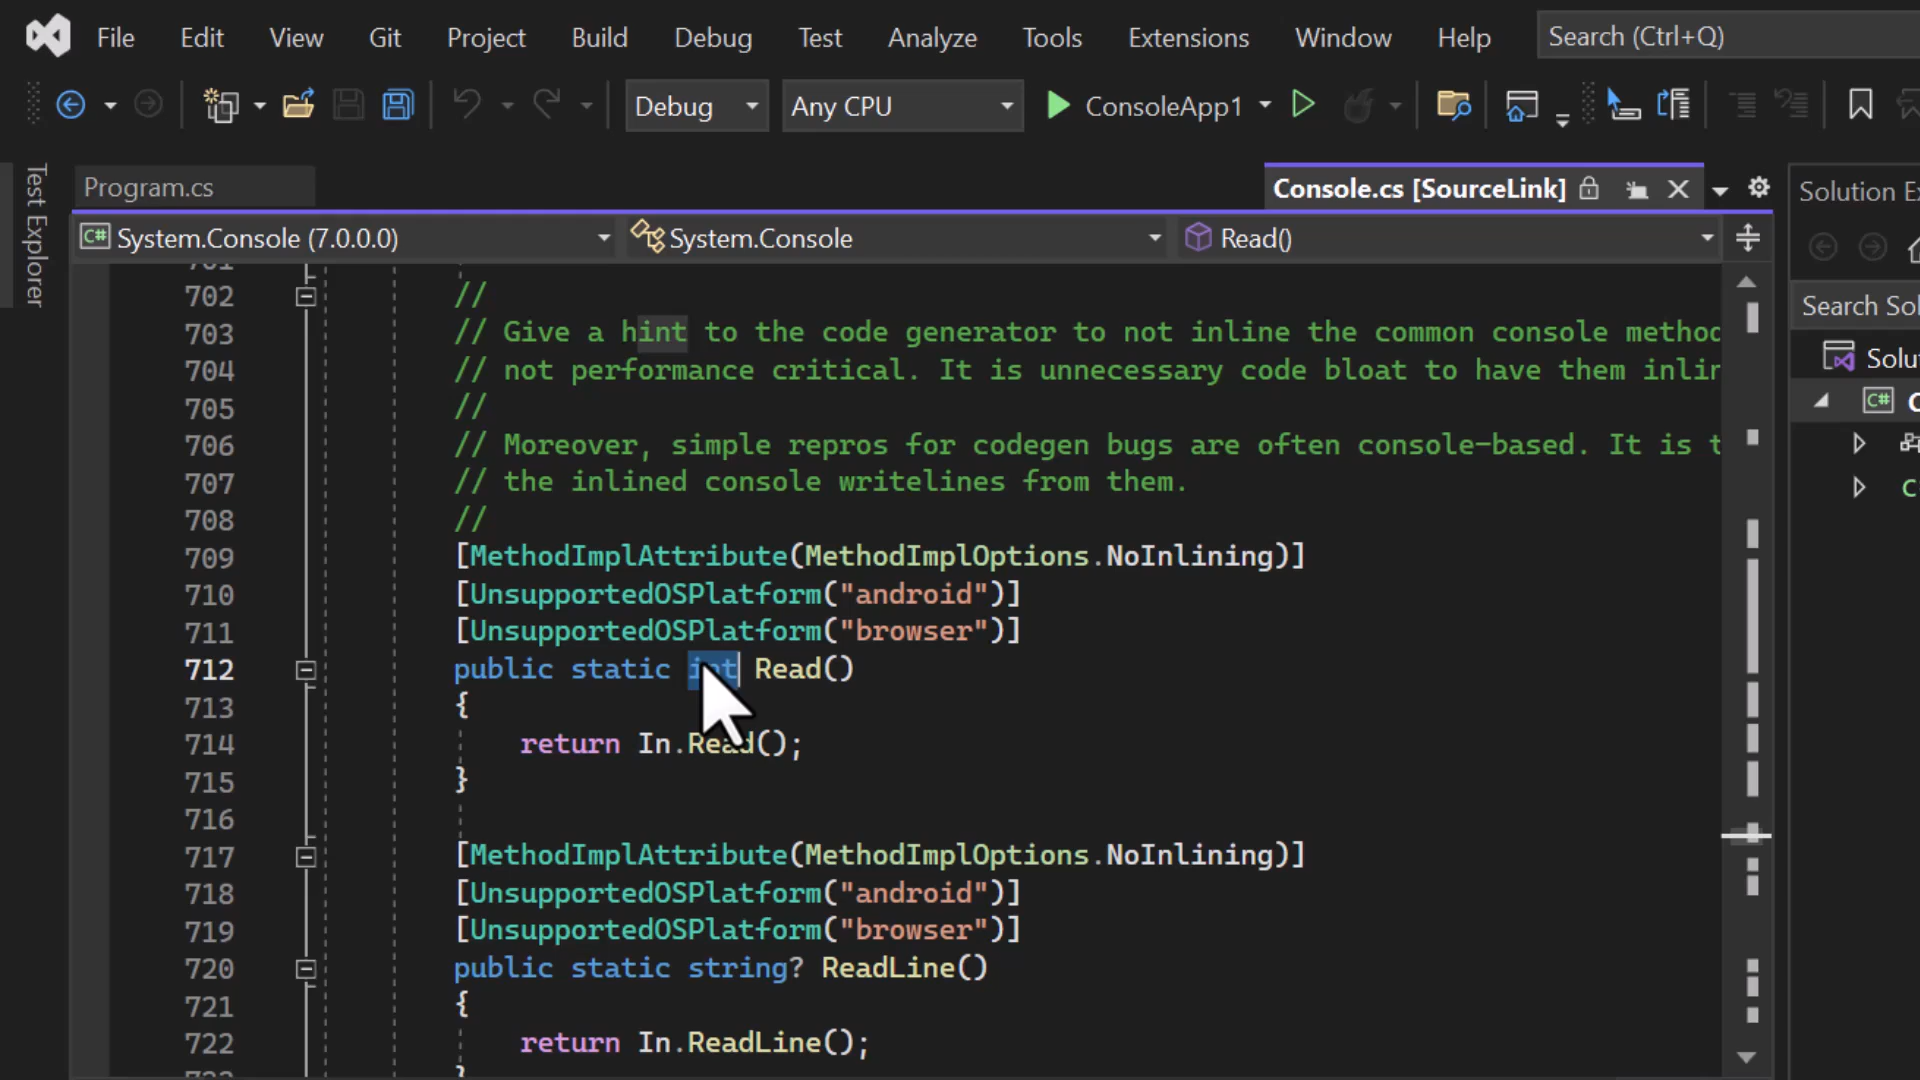 File Edit View Git Project Build Debug Test Analyze Tools Extensions Window Help Search (Ctrl+Q)
Debug Any CPU ConsoleApp1
Test Explorer
Program.cs Console.cs [SourceLink] Solution Ex
C# System.Console (7.0.0.0) System.Console Read()
Search Sol
Solu
C#
702 //
703 // Give a hint to the code generator to not inline the common console method
704 // not performance critical. It is unnecessary code bloat to have them inlin
705 //
706 // Moreover, simple repros for codegen bugs are often console-based. It is t
707 // the inlined console writelines from them.
708 //
709 [MethodImplAttribute(MethodImplOptions.NoInlining)]
710 [UnsupportedOSPlatform("android")]
711 [UnsupportedOSPlatform("browser")]
712 public static int Read()
713 {
714 return In.Read();
715 }
716
717 [MethodImplAttribute(MethodImplOptions.NoInlining)]
718 [UnsupportedOSPlatform("android")]
719 [UnsupportedOSPlatform("browser")]
720 public static string? ReadLine()
721 {
722 return In.ReadLine();